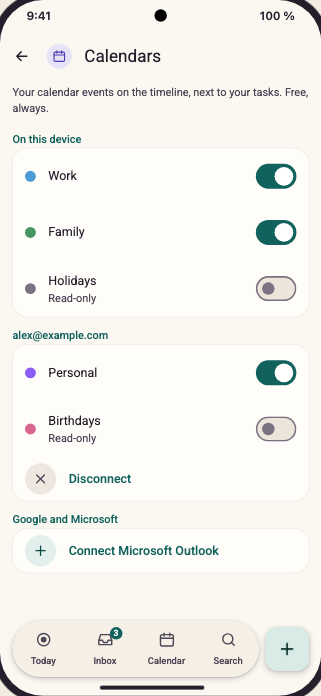 9:41
100 %
Calendars
Your calendar events on the timeline, next to your tasks. Free,
always.
On this device
Work
Family
Holidays
Read-only
alex@example.com
Personal
Birthdays
Read-only
Disconnect
Google and Microsoft
Connect Microsoft Outlook
3
Today
Inbox
Calendar
Search